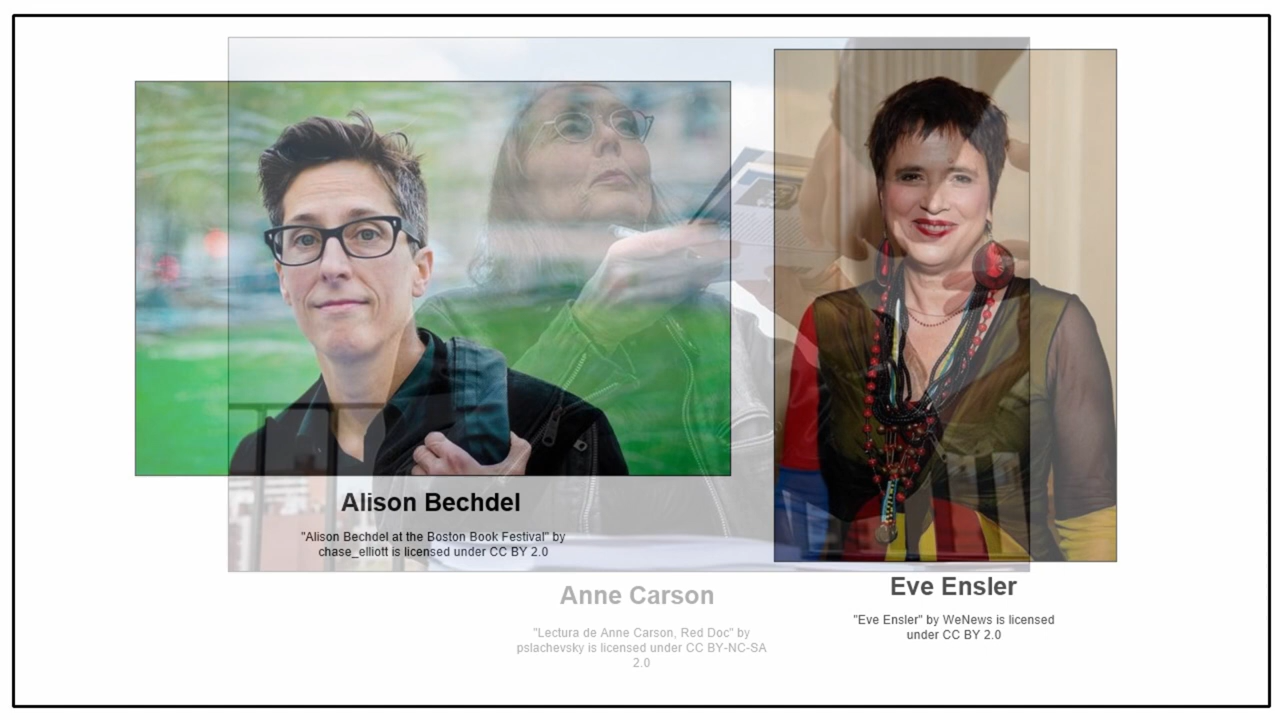 Alison Bechdel
"Alison Bechdel at the Boston Book Festival" by
chase_elliott is licensed under CC BY 2.0
Anne Carson
"Lectura de Anne Carson, Red Doc" by
pslachevsky is licensed under CC BY-NC-SA
2.0
Eve Ensler
"Eve Ensler" by WeNews is licensed
under CC BY 2.0